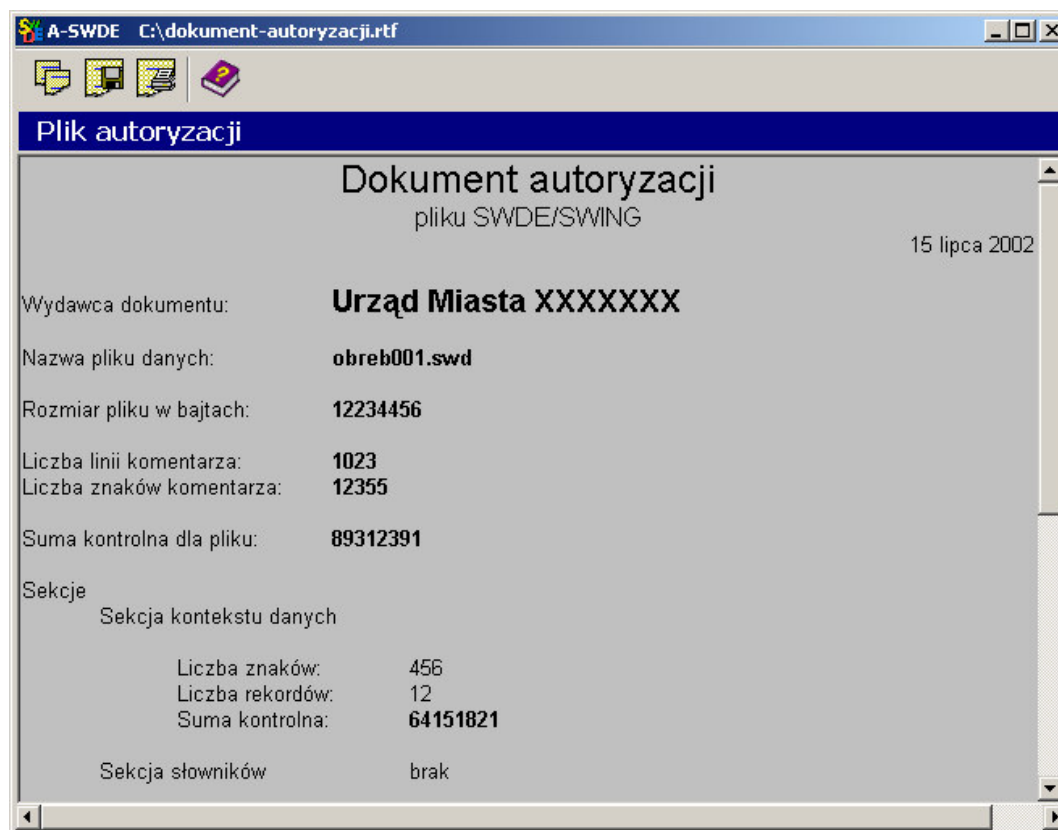 A-SWDE C:\dokument-autoryzacji.rtf
Plik autoryzacji
Dokument autoryzacji
pliku SWDE/SWING
15 lipca 2002
Wydawca dokumentu: Urząd Miasta XXXXXXX
Nazwa pliku danych: obreb001.swd
Rozmiar pliku w bajtach: 12234456
Liczba linii komentarza: 1023
Liczba znaków komentarza: 12355
Suma kontrolna dla pliku: 89312391
Sekcje
Sekcja kontekstu danych
Liczba znaków: 456
Liczba rekordów: 12
Suma kontrolna: 64151821
Sekcja słowników brak